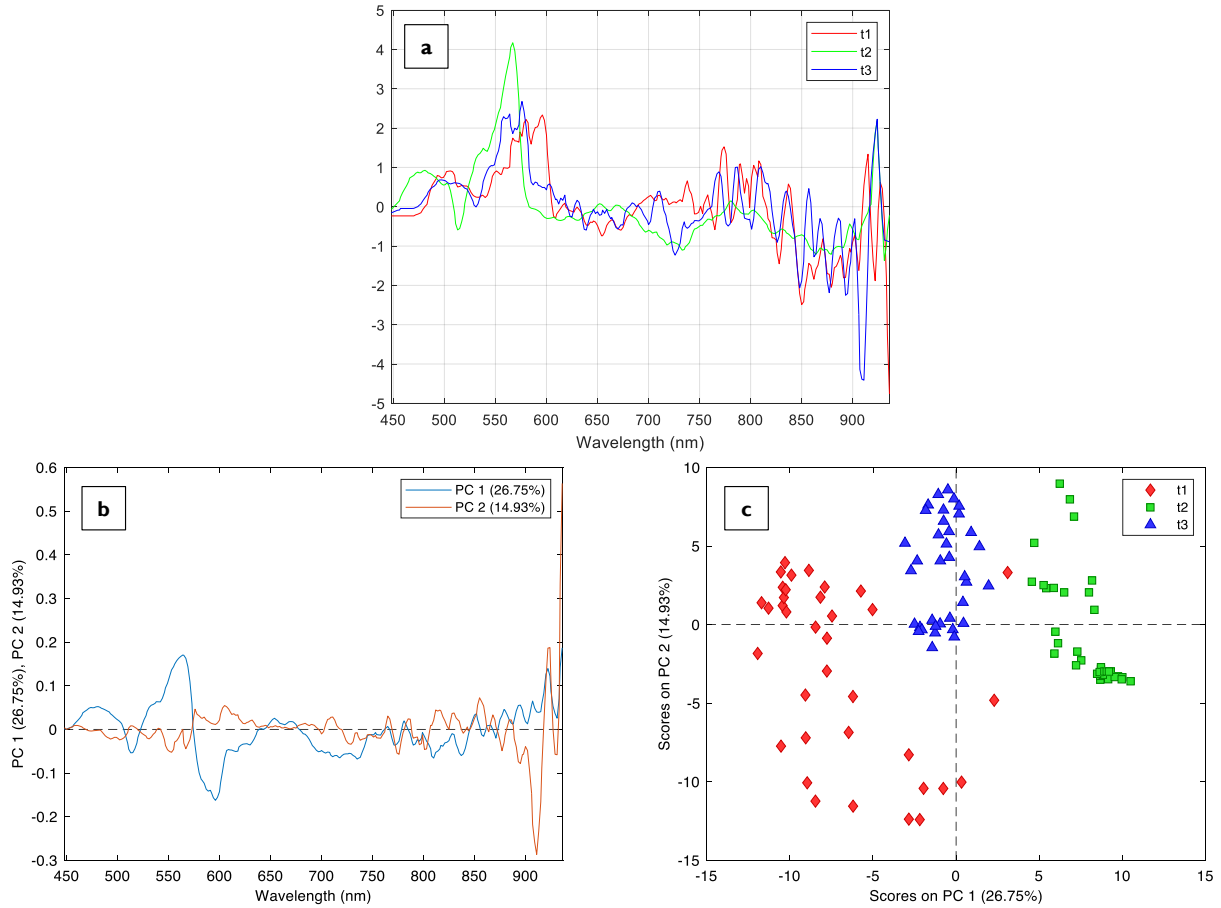 a
t1
t2
t3
5
4
3
2
1
0
-1
-2
-3
-4
-5
450 500 550 600 650 700 750 800 850 900
Wavelength (nm)
b
PC 1 (26.75%)
PC 2 (14.93%)
PC 1 (26.75%), PC 2 (14.93%)
0.6
0.5
0.4
0.3
0.2
0.1
0
-0.1
-0.2
-0.3
450 500 550 600 650 700 750 800 850 900
Wavelength (nm)
c
t1
t2
t3
Scores on PC 2 (14.93%)
10
5
0
-5
-10
-15
-15 -10 -5 0 5 10 15
Scores on PC 1 (26.75%)